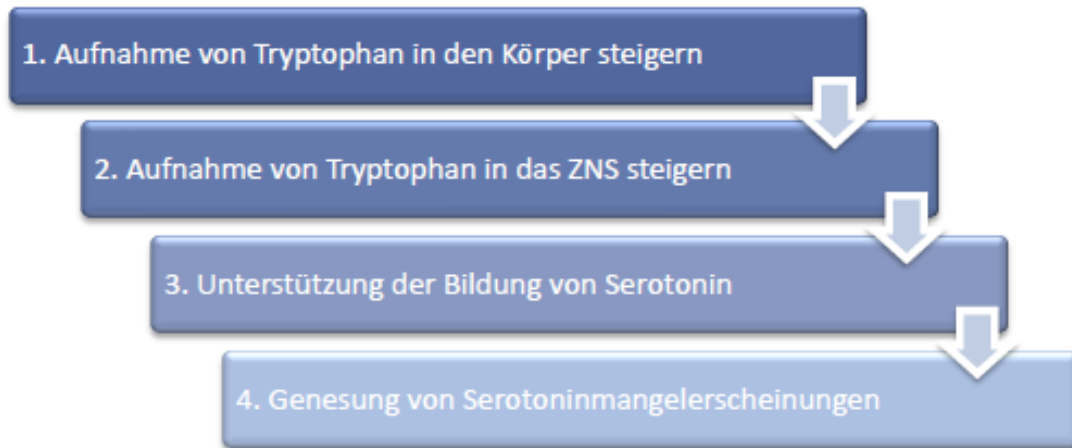 1. Aufnahme von Tryptophan in den Körper steigern
2. Aufnahme von Tryptophan in das ZNS steigern
3. Unterstützung der Bildung von Serotonin
4. Genesung von Serotoninmangelerscheinungen